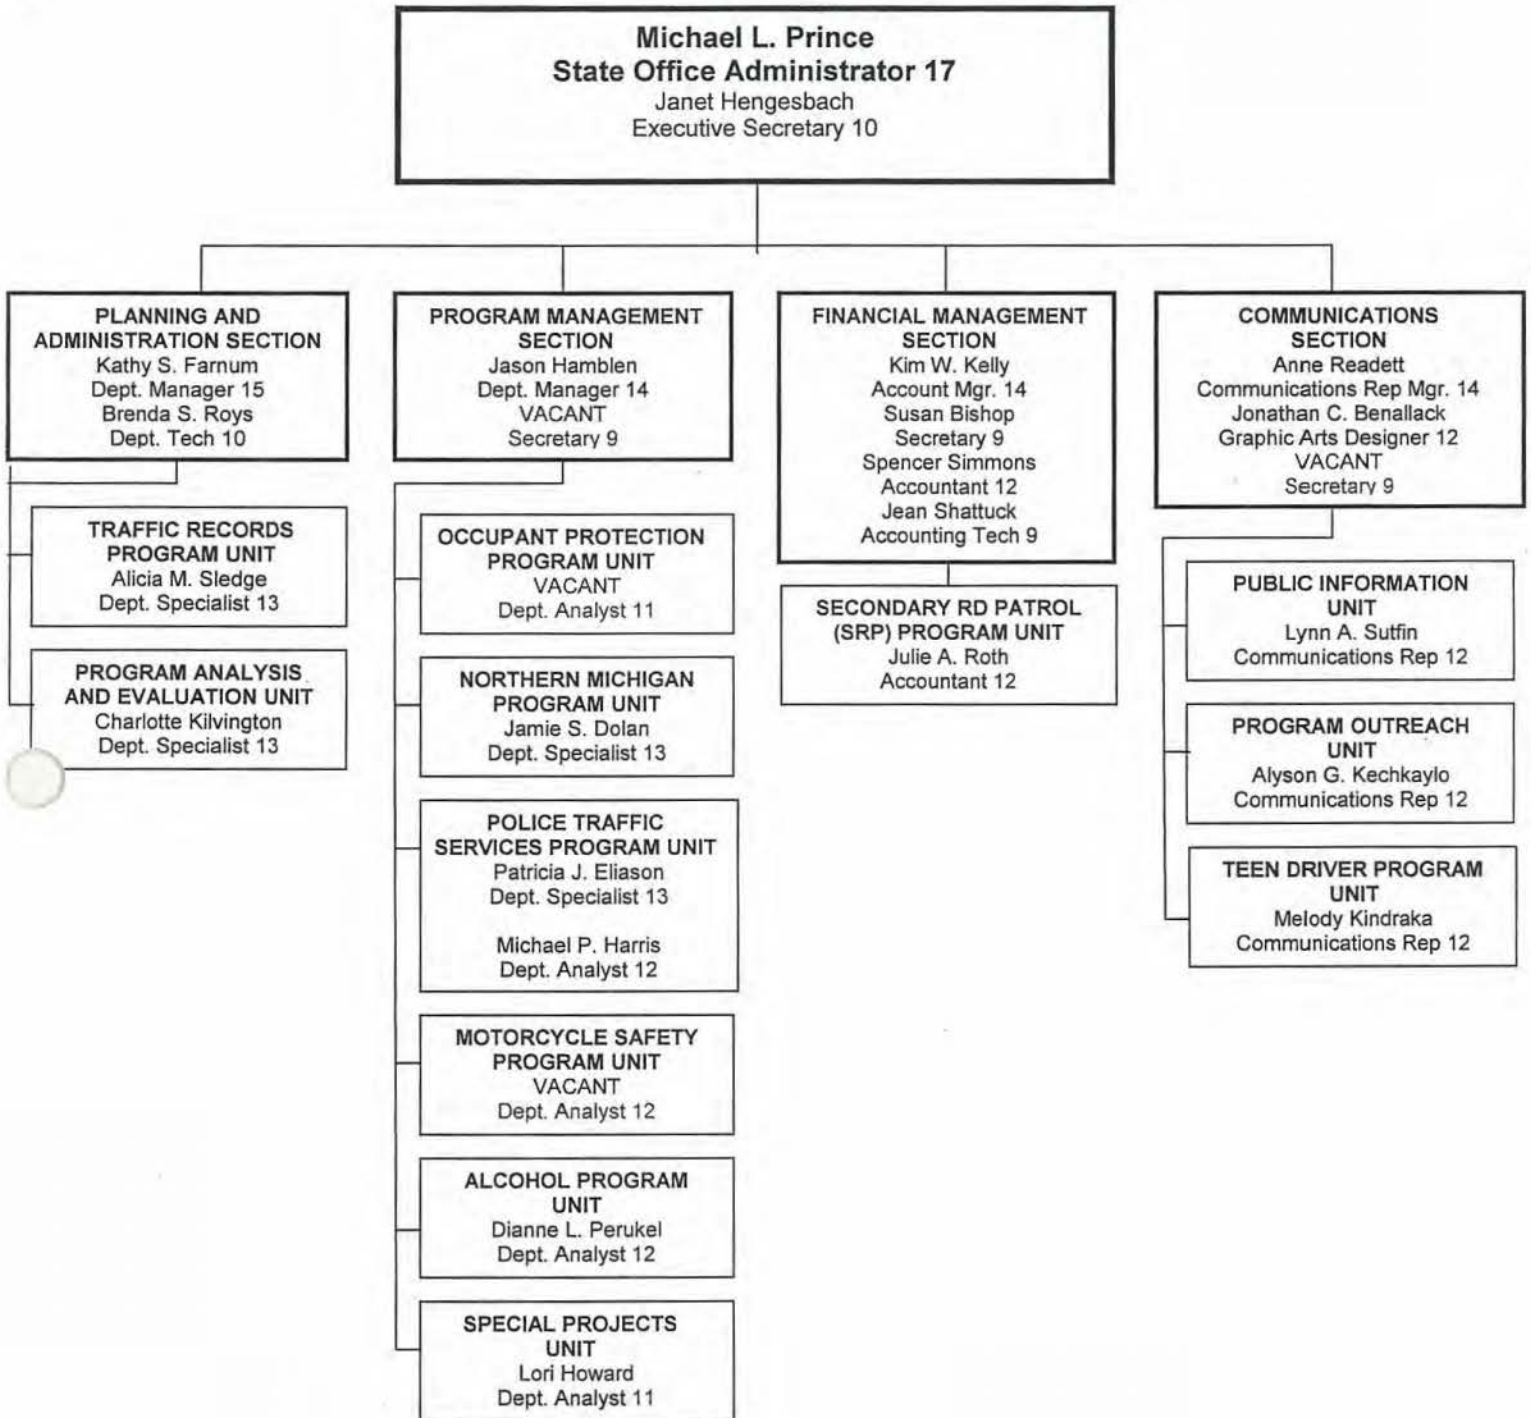 Michael L. Prince
State Office Administrator 17
Janet Hengesbach
Executive Secretary 10
PLANNING AND
ADMINISTRATION SECTION
Kathy S. Farnum
Dept. Manager 15
Brenda S. Roys
Dept. Tech 10
TRAFFIC RECORDS
PROGRAM UNIT
Alicia M. Sledge
Dept. Specialist 13
PROGRAM ANALYSIS
AND EVALUATION UNIT
Charlotte Kilvington
Dept. Specialist 13
PROGRAM MANAGEMENT
SECTION
Jason Hamblen
Dept. Manager 14
VACANT
Secretary 9
OCCUPANT PROTECTION
PROGRAM UNIT
VACANT
Dept. Analyst 11
NORTHERN MICHIGAN
PROGRAM UNIT
Jamie S. Dolan
Dept. Specialist 13
POLICE TRAFFIC
SERVICES PROGRAM UNIT
Patricia J. Eliason
Dept. Specialist 13
Michael P. Harris
Dept. Analyst 12
MOTORCYCLE SAFETY
PROGRAM UNIT
VACANT
Dept. Analyst 12
ALCOHOL PROGRAM
UNIT
Dianne L. Perukel
Dept. Analyst 12
SPECIAL PROJECTS
UNIT
Lori Howard
Dept. Analyst 11
FINANCIAL MANAGEMENT
SECTION
Kim W. Kelly
Account Mgr. 14
Susan Bishop
Secretary 9
Spencer Simmons
Accountant 12
Jean Shattuck
Accounting Tech 9
SECONDARY RD PATROL
(SRP) PROGRAM UNIT
Julie A. Roth
Accountant 12
COMMUNICATIONS
SECTION
Anne Readett
Communications Rep Mgr. 14
Jonathan C. Benallack
Graphic Arts Designer 12
VACANT
Secretary 9
PUBLIC INFORMATION
UNIT
Lynn A. Sutfin
Communications Rep 12
PROGRAM OUTREACH
UNIT
Alyson G. Kechkaylo
Communications Rep 12
TEEN DRIVER PROGRAM
UNIT
Melody Kindraka
Communications Rep 12